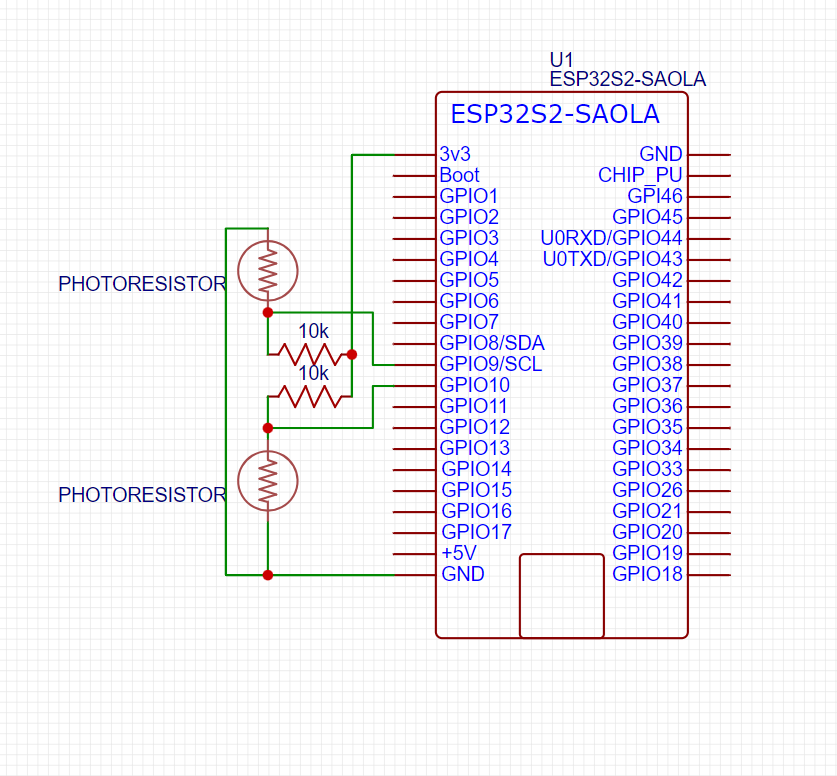 U1
ESP32S2-SAOLA
ESP32S2-SAOLA
3v3
Boot
GPIO1
GPIO2
GPIO3
GPIO4
GPIO5
GPIO6
GPIO7
GPIO8/SDA
GPIO9/SCL
GPIO10
GPIO11
GPIO12
GPIO13
GPIO14
GPIO15
GPIO16
GPIO17
+5V
GND
GND
CHIP_PU
GPI46
GPIO45
U0RXD/GPIO44
U0TXD/GPIO43
GPIO42
GPIO41
GPIO40
GPIO39
GPIO38
GPIO37
GPIO36
GPIO35
GPIO34
GPIO33
GPIO26
GPIO21
GPIO20
GPIO19
GPIO18
PHOTORESISTOR
10k
10k
PHOTORESISTOR